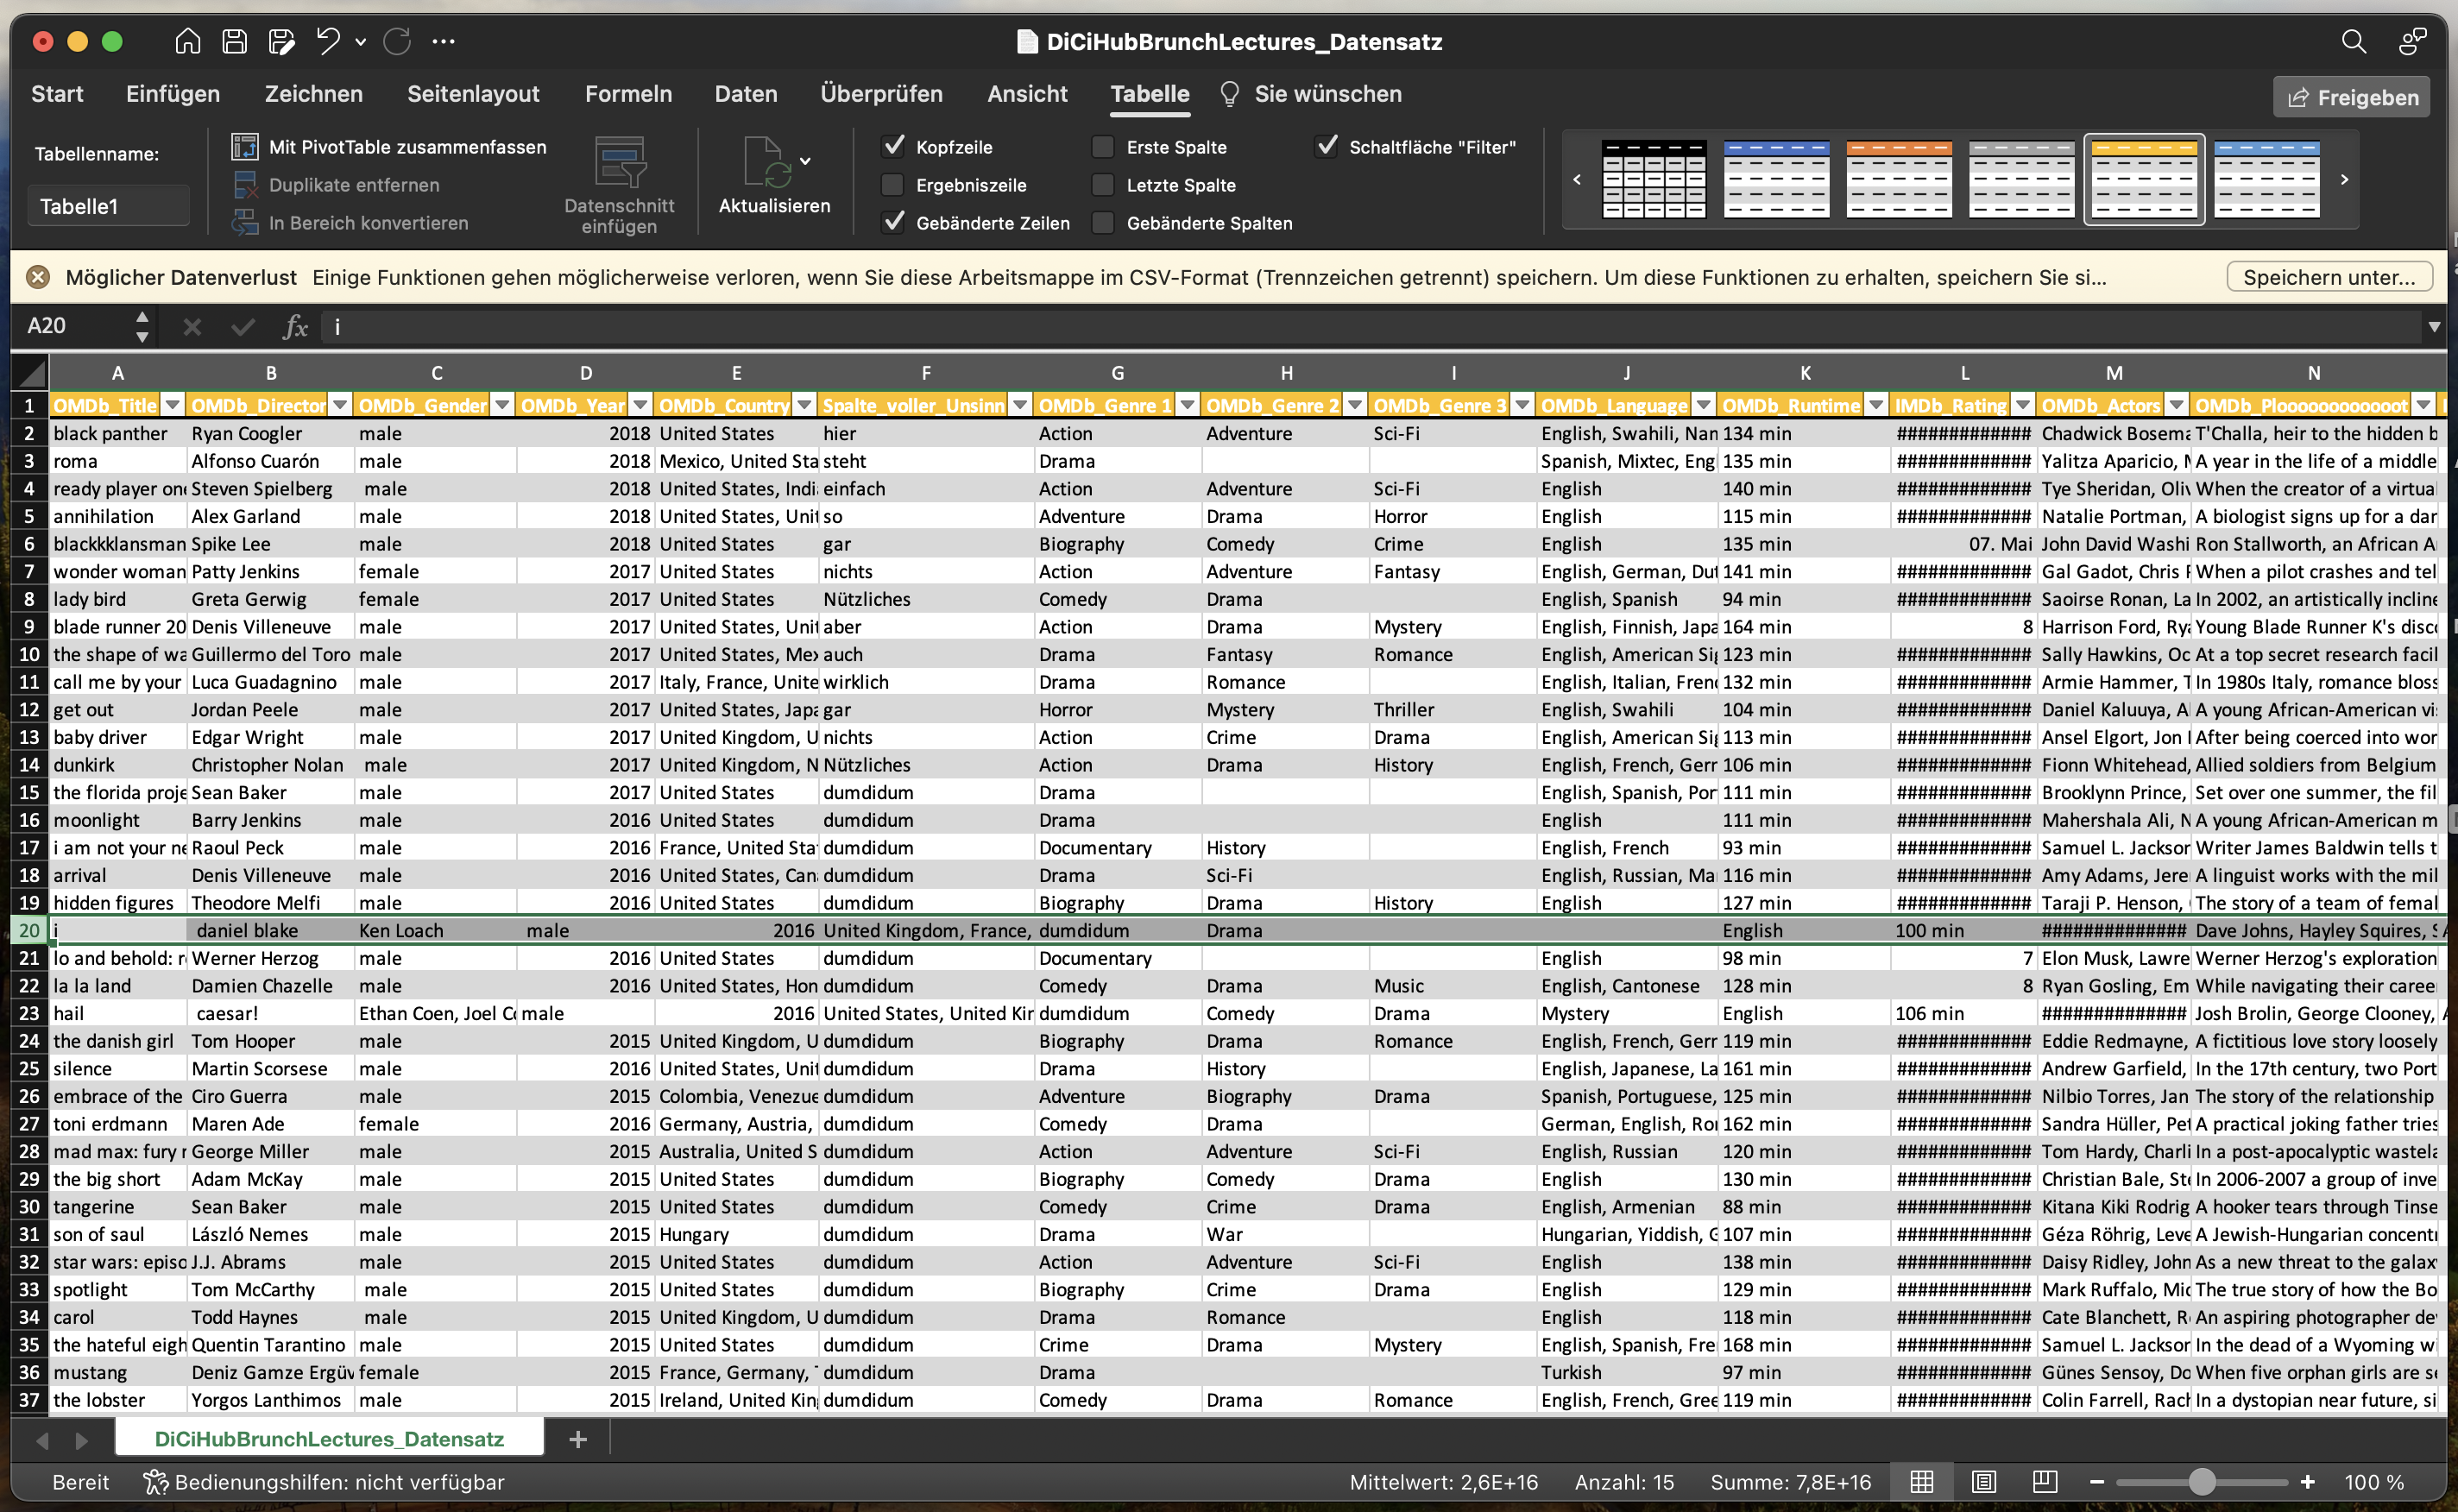 DiCiHubBrunchLectures_Datensatz
Start Einfügen Zeichnen Seitenlayout Formeln Daten Überprüfen Ansicht Tabelle Sie wünschen Freigeben
Tabellenname:
Tabelle1
Mit PivotTable zusammenfassen
Duplikate entfernen
In Bereich konvertieren
Datenschnitt
einfügen
Aktualisieren
Kopfzeile Erste Spalte Schaltfläche "Filter"
Ergebniszeile Letzte Spalte
Gebänderte Zeilen Gebänderte Spalten
Möglicher Datenverlust Einige Funktionen gehen möglicherweise verloren, wenn Sie diese Arbeitsmappe im CSV-Format (Trennzeichen getrennt) speichern. Um diese Funktionen zu erhalten, speichern Sie si... Speichern unter...
A20 fx i
A B C D E F G H I J K L M N
1 OMDb_Title OMDb_Director OMDb_Gender OMDb_Year OMDb_Country Spalte_voller_Unsinn OMDb_Genre 1 OMDb_Genre 2 OMDb_Genre 3 OMDb_Language OMDb_Runtime IMDb_Rating OMDb_Actors OMDb_Plooooooooooooot
2 black panther Ryan Coogler male 2018 United States hier Action Adventure Sci-Fi English, Swahili, Nan 134 min ############# Chadwick Bosema T'Challa, heir to the hidden b
3 roma Alfonso Cuarón male 2018 Mexico, United Sta steht Drama Spanish, Mixtec, Eng 135 min ############# Yalitza Aparicio, A year in the life of a middle
4 ready player one Steven Spielberg male 2018 United States, Indi einfach Action Adventure Sci-Fi English 140 min ############# Tye Sheridan, Oliv When the creator of a virtual
5 annihilation Alex Garland male 2018 United States, Unit so Adventure Drama Horror English 115 min ############# Natalie Portman, A biologist signs up for a dan
6 blackkklansman Spike Lee male 2018 United States gar Biography Comedy Crime English 135 min 07. Mai John David Washi Ron Stallworth, an African A
7 wonder woman Patty Jenkins female 2017 United States nichts Action Adventure Fantasy English, German, Dut 141 min ############# Gal Gadot, Chris When a pilot crashes and tel
8 lady bird Greta Gerwig female 2017 United States Nützliches Comedy Drama English, Spanish 94 min ############# Saoirse Ronan, La In 2002, an artistically incline
9 blade runner 20 Denis Villeneuve male 2017 United States, Unit aber Action Drama Mystery English, Finnish, Japa 164 min 8 Harrison Ford, Rya Young Blade Runner K's disco
10 the shape of wa Guillermo del Toro male 2017 United States, Mex auch Drama Fantasy Romance English, American Sig 123 min ############# Sally Hawkins, Oc At a top secret research facil
11 call me by your Luca Guadagnino male 2017 Italy, France, Unite wirklich Drama Romance English, Italian, Fren 132 min ############# Armie Hammer, T In 1980s Italy, romance bloss
12 get out Jordan Peele male 2017 United States, Japa gar Horror Mystery Thriller English, Swahili 104 min ############# Daniel Kaluuya, A A young African-American vi
13 baby driver Edgar Wright male 2017 United Kingdom, U nichts Action Crime Drama English, American Sig 113 min ############# Ansel Elgort, Jon After being coerced into wor
14 dunkirk Christopher Nolan male 2017 United Kingdom, N Nützliches Action Drama History English, French, Gerr 106 min ############# Fionn Whitehead, Allied soldiers from Belgium
15 the florida proje Sean Baker male 2017 United States dumdidum Drama English, Spanish, Por 111 min ############# Brooklynn Prince, Set over one summer, the fil
16 moonlight Barry Jenkins male 2016 United States dumdidum Drama English 111 min ############# Mahershala Ali, N A young African-American m
17 i am not your ne Raoul Peck male 2016 France, United Sta dumdidum Documentary History English, French 93 min ############# Samuel L. Jackson Writer James Baldwin tells t
18 arrival Denis Villeneuve male 2016 United States, Can dumdidum Drama Sci-Fi English, Russian, Ma 116 min ############# Amy Adams, Jere A linguist works with the mil
19 hidden figures Theodore Melfi male 2016 United States dumdidum Biography Drama History English 127 min ############# Taraji P. Henson, The story of a team of femal
20 i daniel blake Ken Loach male 2016 United Kingdom, France, dumdidum Drama English 100 min ############## Dave Johns, Hayley Squires, S
21 lo and behold: r Werner Herzog male 2016 United States dumdidum Documentary English 98 min 7 Elon Musk, Lawre Werner Herzog's exploration
22 la la land Damien Chazelle male 2016 United States, Hon dumdidum Comedy Drama Music English, Cantonese 128 min 8 Ryan Gosling, Em While navigating their caree
23 hail caesar! Ethan Coen, Joel Co male 2016 United States, United Kin dumdidum Comedy Drama Mystery English 106 min ############## Josh Brolin, George Clooney,
24 the danish girl Tom Hooper male 2015 United Kingdom, U dumdidum Biography Drama Romance English, French, Gerr 119 min ############# Eddie Redmayne, A fictitious love story loosely
25 silence Martin Scorsese male 2016 United States, Unit dumdidum Drama History English, Japanese, La 161 min ############# Andrew Garfield, In the 17th century, two Port
26 embrace of the Ciro Guerra male 2015 Colombia, Venezue dumdidum Adventure Biography Drama Spanish, Portuguese, 125 min ############# Nilbio Torres, Jan The story of the relationship
27 toni erdmann Maren Ade female 2016 Germany, Austria, dumdidum Comedy Drama German, English, Ro 162 min ############# Sandra Hüller, Pet A practical joking father tries
28 mad max: fury r George Miller male 2015 Australia, United S dumdidum Action Adventure Sci-Fi English, Russian 120 min ############# Tom Hardy, Charli In a post-apocalyptic wastela
29 the big short Adam McKay male 2015 United States dumdidum Biography Comedy Drama English 130 min ############# Christian Bale, Ste In 2006-2007 a group of inve
30 tangerine Sean Baker male 2015 United States dumdidum Comedy Crime Drama English, Armenian 88 min ############# Kitana Kiki Rodrig A hooker tears through Tinse
31 son of saul László Nemes male 2015 Hungary dumdidum Drama War Hungarian, Yiddish, G 107 min ############# Géza Röhrig, Leve A Jewish-Hungarian concent
32 star wars: episo J.J. Abrams male 2015 United States dumdidum Action Adventure Sci-Fi English 138 min ############# Daisy Ridley, John As a new threat to the galax
33 spotlight Tom McCarthy male 2015 United States dumdidum Biography Crime Drama English 129 min ############# Mark Ruffalo, Mic The true story of how the Bo
34 carol Todd Haynes male 2015 United Kingdom, U dumdidum Drama Romance English 118 min ############# Cate Blanchett, R An aspiring photographer de
35 the hateful eigh Quentin Tarantino male 2015 United States dumdidum Crime Drama Mystery English, Spanish, Fre 168 min ############# Samuel L. Jackson In the dead of a Wyoming wi
36 mustang Deniz Gamze Ergüv female 2015 France, Germany, dumdidum Drama Turkish 97 min ############# Günes Sensoy, Do When five orphan girls are se
37 the lobster Yorgos Lanthimos male 2015 Ireland, United Kin dumdidum Comedy Drama Romance English, French, Gree 119 min ############# Colin Farrell, Rach In a dystopian near future, si
DiCiHubBrunchLectures_Datensatz +
Bereit Bedienungshilfen: nicht verfügbar Mittelwert: 2,6E+16 Anzahl: 15 Summe: 7,8E+16 − + 100 %